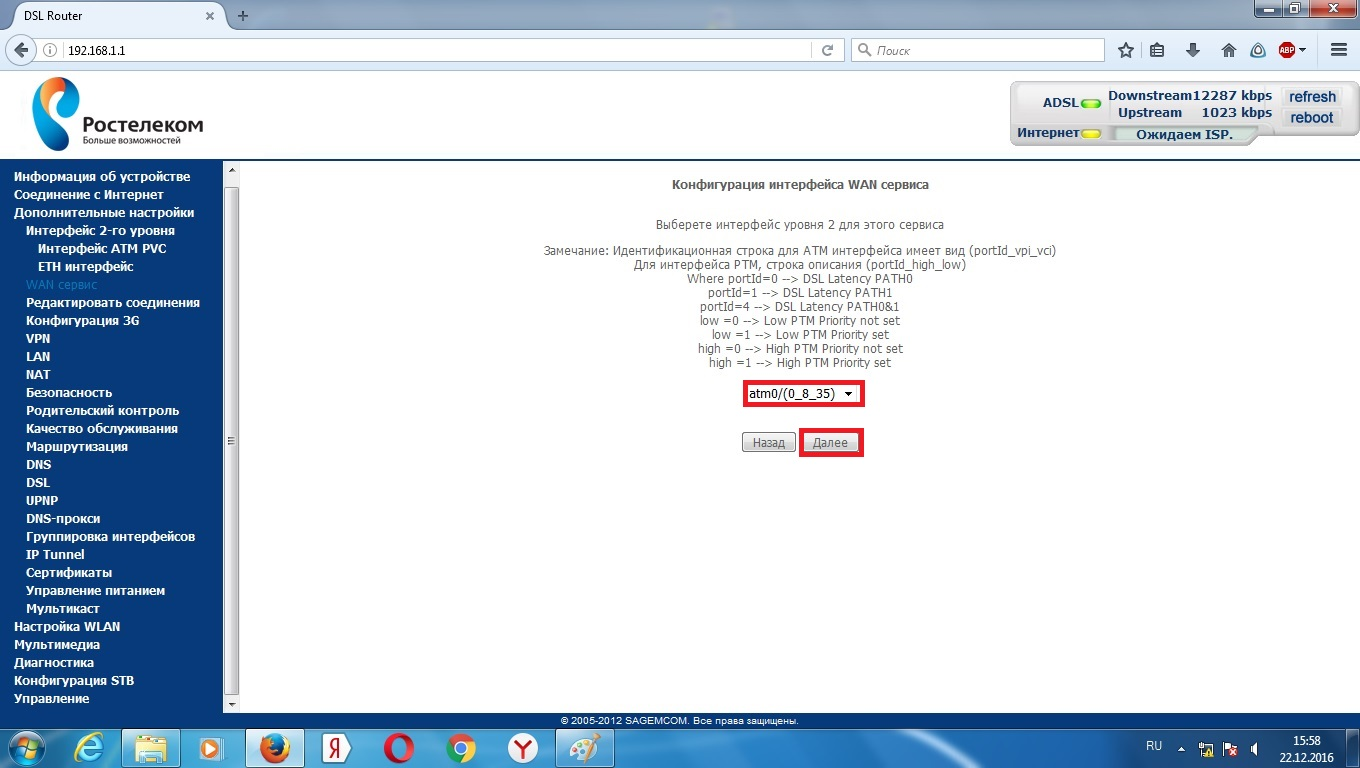 DSL Router
192.168.1.1
Поиск
ABP
Ростелеком
Больше возможностей
ADSL
Downstream 12287 kbps
Upstream 1023 kbps
refresh
reboot
Интернет
Ожидаем ISP.
Информация об устройстве
Соединение с Интернет
Дополнительные настройки
Интерфейс 2-го уровня
Интерфейс ATM PVC
ETH интерфейс
WAN сервис
Редактировать соединения
Конфигурация 3G
VPN
LAN
NAT
Безопасность
Родительский контроль
Качество обслуживания
Маршрутизация
DNS
DSL
UPNP
DNS-прокси
Группировка интерфейсов
IP Tunnel
Сертификаты
Управление питанием
Мультикаст
Настройка WLAN
Мультимедиа
Диагностика
Конфигурация STB
Управление
Конфигурация интерфейса WAN сервиса
Выберете интерфейс уровня 2 для этого сервиса
Замечание: Идентификационная строка для ATM интерфейса имеет вид (portId_vpi_vci)
Для интерфейса PTM, строка описания (portId_high_low)
Where portId=0 --> DSL Latency PATH0
portId=1 --> DSL Latency PATH1
portId=4 --> DSL Latency PATH0&1
low =0 --> Low PTM Priority not set
low =1 --> Low PTM Priority set
high =0 --> High PTM Priority not set
high =1 --> High PTM Priority set
atm0/(0_8_35)
Назад
Далее
© 2005-2012 SAGEMCOM. Все права защищены.
RU
15:58
22.12.2016